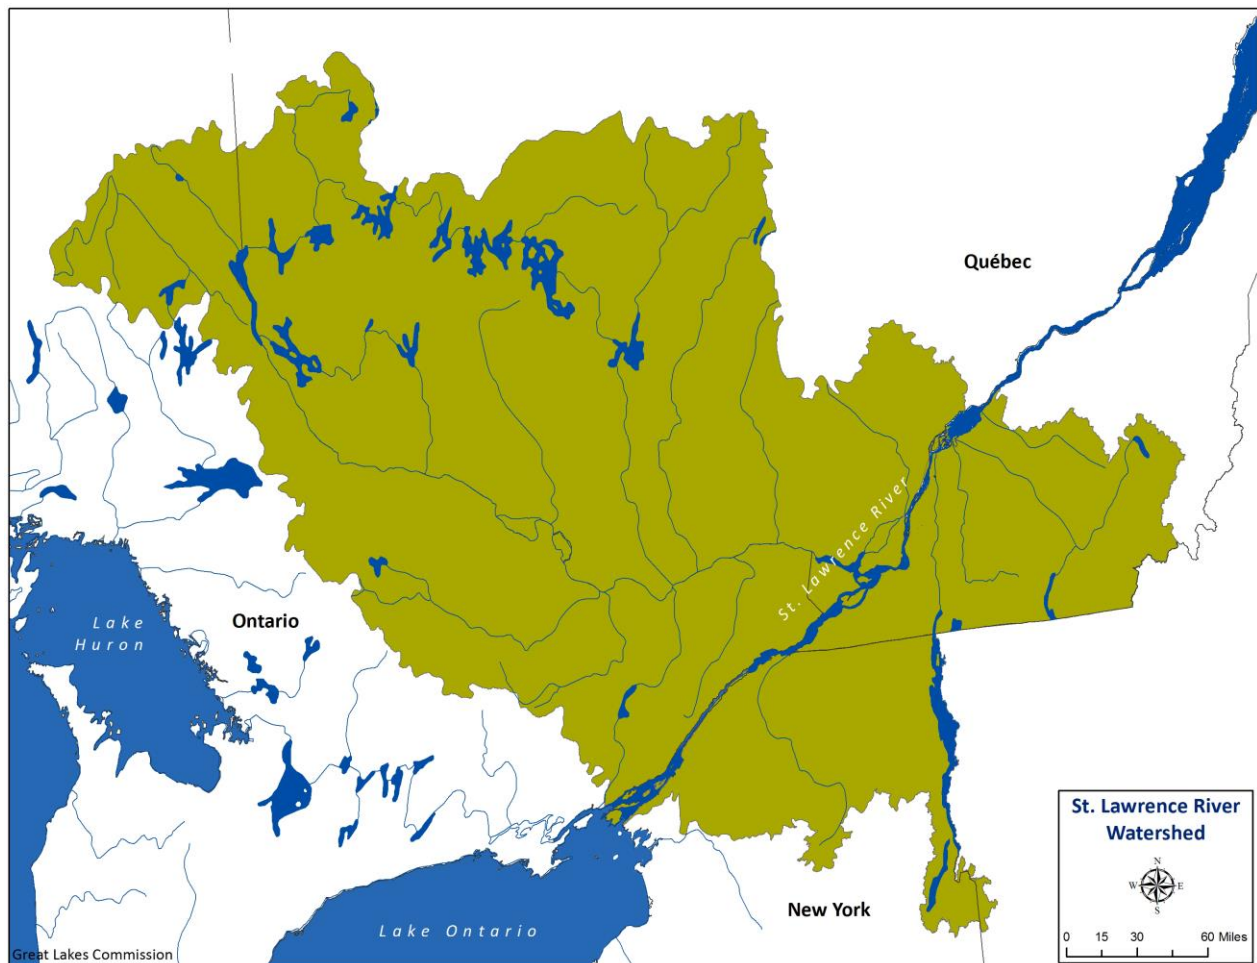 Québec
St. Lawrence River
Lake
Huron
Ontario
Lake Ontario
New York
St. Lawrence River
Watershed
N
W E
S
0 15 30 60 Miles
Great Lakes Commission